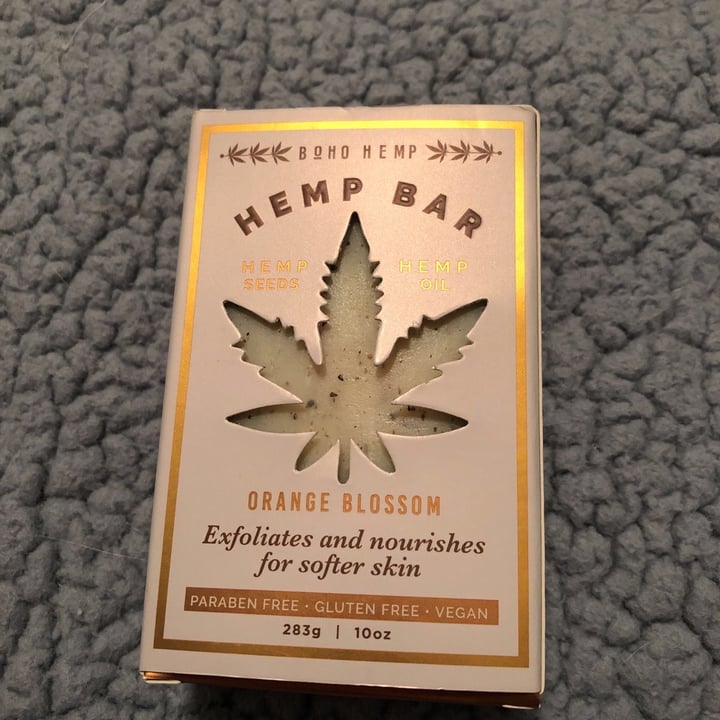 BOHO HEMP
HEMP BAR
HEMP SEEDS
HEMP OIL
ORANGE BLOSSOM
Exfoliates and nourishes
for softer skin
PARABEN FREE · GLUTEN FREE · VEGAN
283g | 10oz